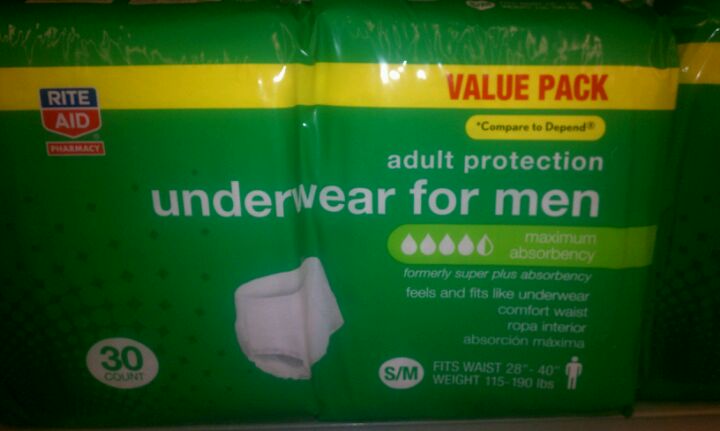 RITE
AID
PHARMACY
VALUE PACK
*Compare to Depend®
adult protection
underwear for men
maximum
absorbency
formerly super plus absorbency
feels and fits like underwear
comfort waist
ropa interior
absorción máxima
30
COUNT
S/M
FITS WAIST 28" - 40"
WEIGHT 115-190 lbs